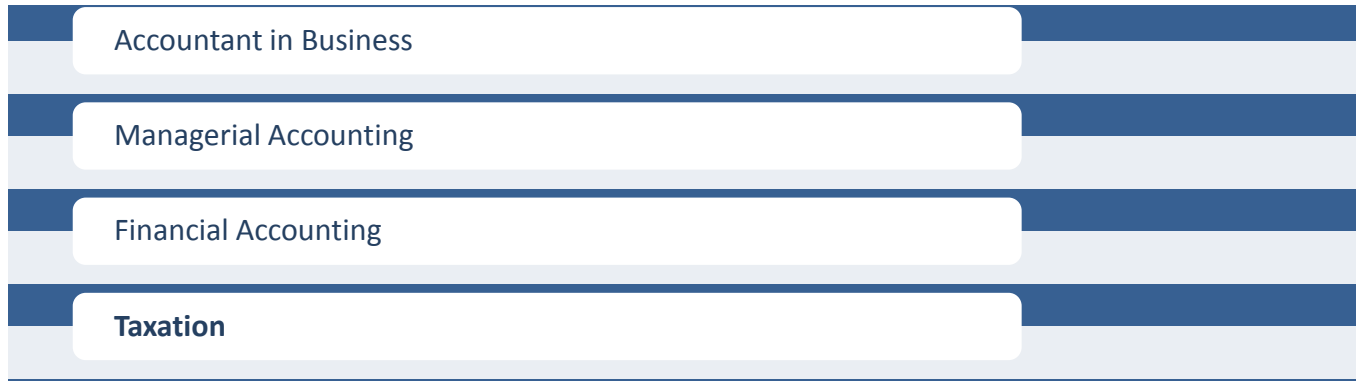 Accountant in Business
Managerial Accounting
Financial Accounting
Taxation